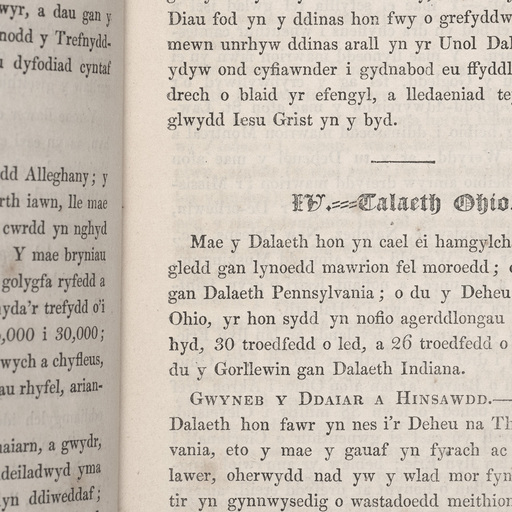 wyr, a dau gan y
nodd y Trefnydd-
dyfodiad cyntaf
dd Alleghany; y
rth iawn, lle mae
cwrdd yn nghyd
Y mae bryniau
golygfa ryfedd a
yda'r trefydd o'i
,000 i 30,000;
wych a chyfleus,
au rhyfel, arian-
aiarn, a gwydr,
deiladwyd yma
yn ddiweddaf;
Diau fod yn y ddinas hon fwy o grefyddw
mewn unrhyw ddinas arall yn yr Unol Dal
ydyw ond cyfiawnder i gydnabod eu ffyddl
drech o blaid yr efengyl, a lledaeniad te
glwydd Iesu Grist yn y byd.
IV.—Talaeth Ohio.
Mae y Dalaeth hon yn cael ei hamgylch
gledd gan lynoedd mawrion fel moroedd;
gan Dalaeth Pennsylvania; o du y Deheu
Ohio, yr hon sydd yn nofio agerddlongau
hyd, 30 troedfedd o led, a 26 troedfedd o
du y Gorllewin gan Dalaeth Indiana.
Gwyneb y Ddaiar a Hinsawdd.—
Dalaeth hon fawr yn nes i'r Deheu na Th
vania, eto y mae y gauaf yn fyrach ac
lawer, oherwydd nad yw y wlad mor fyn
tir yn gynnwysedig o wastadoedd meithion